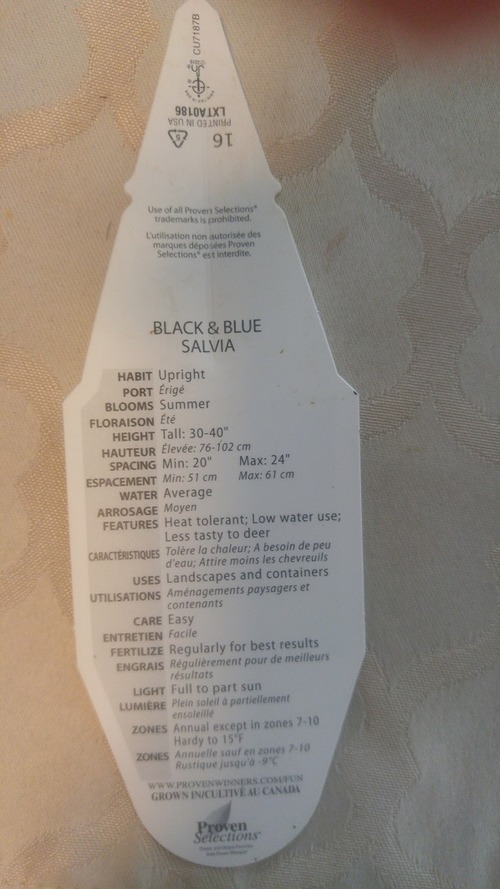 CU7187B
16
PRINTED IN USA
LXTA0186
5
Use of all Proven Selections®
trademarks is prohibited.
L'utilisation non autorisée des
marques déposées Proven
Selections® est interdite.
BLACK & BLUE
SALVIA
HABIT Upright
PORT Érigé
BLOOMS Summer
FLORAISON Été
HEIGHT Tall: 30-40"
HAUTEUR Élevée: 76-102 cm
SPACING Min: 20" Max: 24"
ESPACEMENT Min: 51 cm Max: 61 cm
WATER Average
ARROSAGE Moyen
FEATURES Heat tolerant; Low water use;
Less tasty to deer
CARACTÉRISTIQUES Tolère la chaleur; A besoin de peu
d'eau; Attire moins les chevreuils
USES Landscapes and containers
UTILISATIONS Aménagements paysagers et
contenants
CARE Easy
ENTRETIEN Facile
FERTILIZE Regularly for best results
ENGRAIS Régulièrement pour de meilleurs
résultats
LIGHT Full to part sun
LUMIÈRE Plein soleil à partiellement
ensoleillé
ZONES Annual except in zones 7-10
Hardy to 15°F
ZONES Annuelle sauf en zones 7-10
Rustique jusqu'à -9°C
WWW.PROVENWINNERS.COM/FUN
GROWN IN/CULTIVÉ AU CANADA
Proven
Selections®